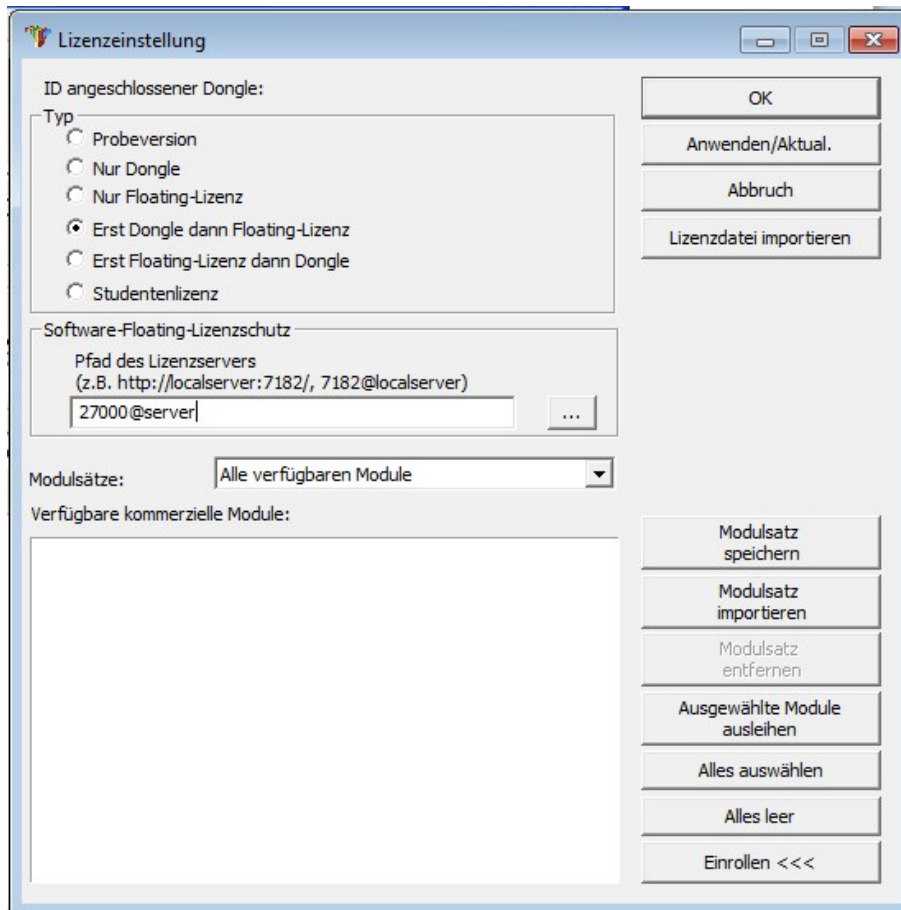 Lizenzeinstellung
ID angeschlossener Dongle:
Typ
Probeversion
Nur Dongle
Nur Floating-Lizenz
Erst Dongle dann Floating-Lizenz
Erst Floating-Lizenz dann Dongle
Studentenlizenz
OK
Anwenden/Aktual.
Abbruch
Lizenzdatei importieren
Software-Floating-Lizenzschutz
Pfad des Lizenzservers
(z.B. http://localserver:7182/, 7182@localserver)
27000@server
...
Modulsätze:
Alle verfügbaren Module
Verfügbare kommerzielle Module:
Modulsatz
speichern
Modulsatz
importieren
Modulsatz
entfernen
Ausgewählte Module
ausleihen
Alles auswählen
Alles leer
Einrollen <<<